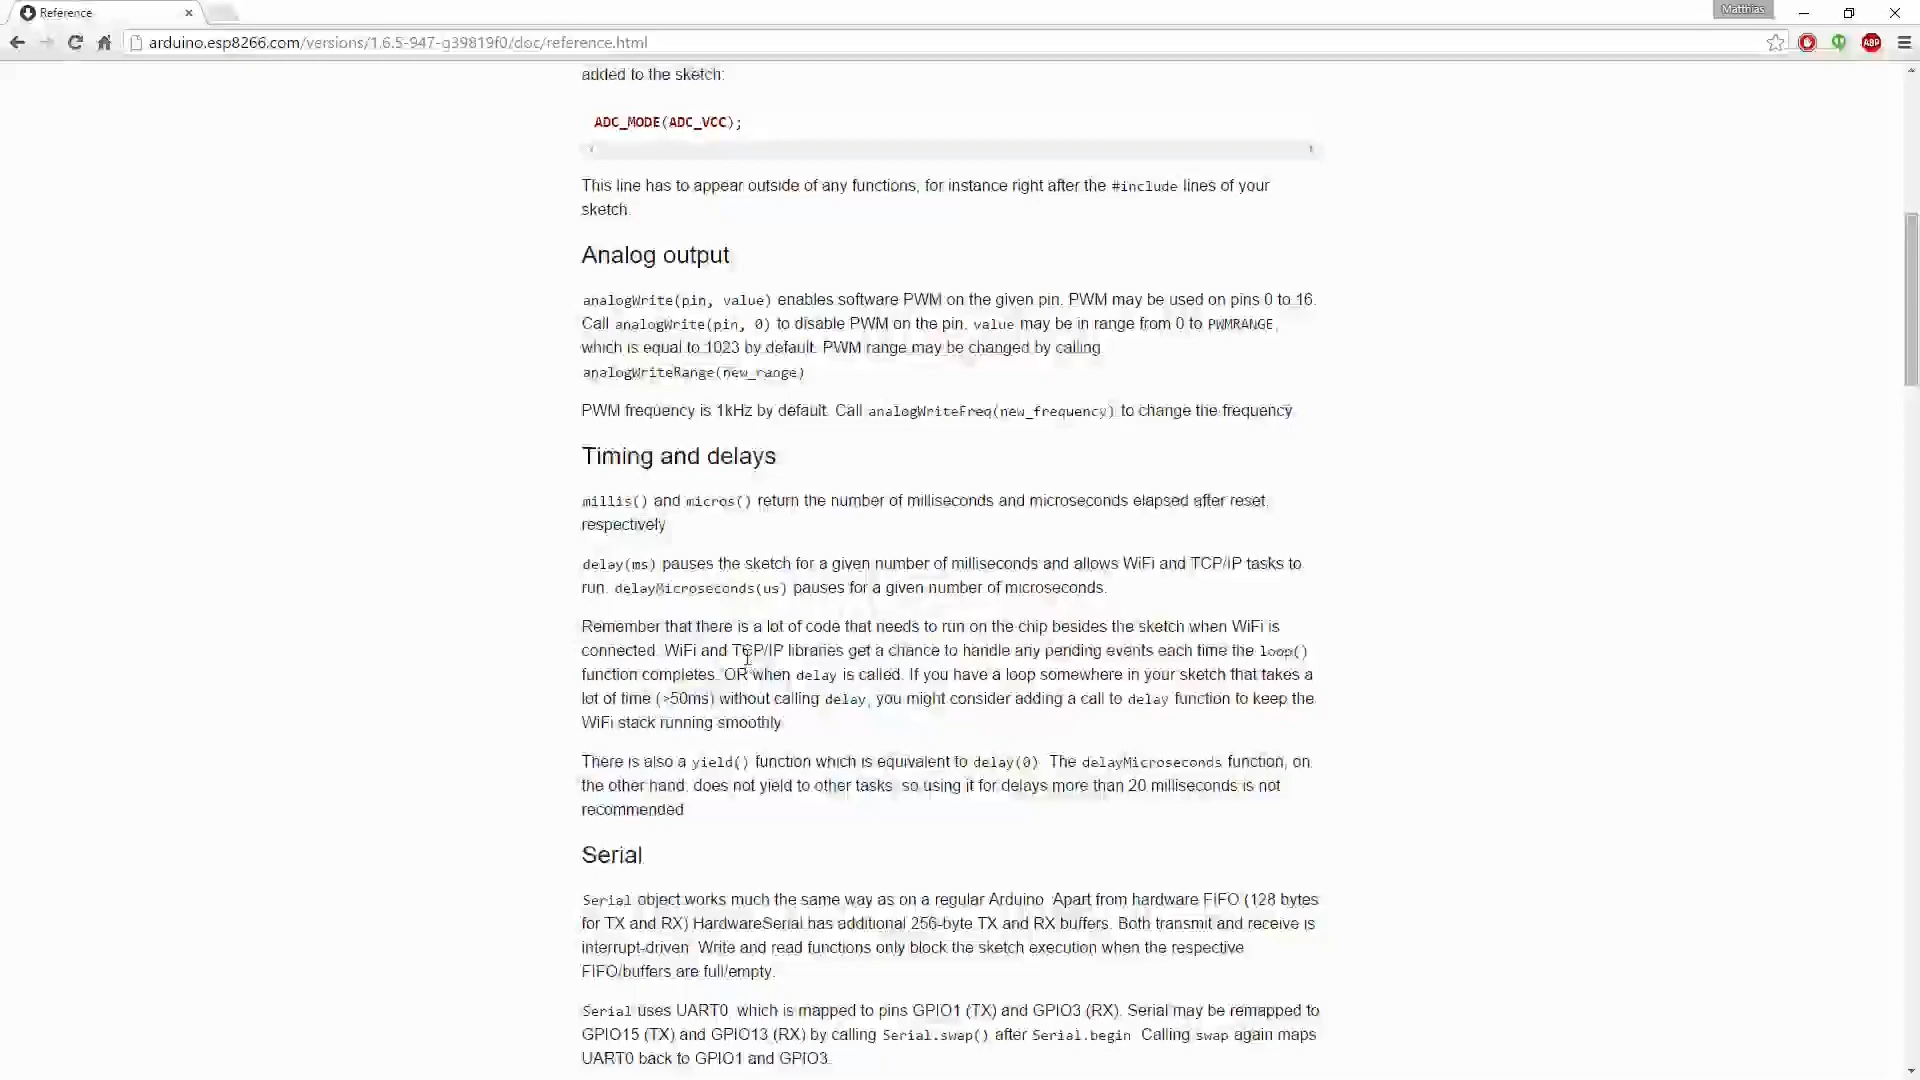 Reference
Matthias
arduino.esp8266.com/versions/1.6.5-947-g39819f0/doc/reference.html
ABP
added to the sketch:
ADC_MODE(ADC_VCC);
This line has to appear outside of any functions, for instance right after the #include lines of your
sketch.
Analog output
analogWrite(pin, value) enables software PWM on the given pin. PWM may be used on pins 0 to 16.
Call analogWrite(pin, 0) to disable PWM on the pin. value may be in range from 0 to PWMRANGE,
which is equal to 1023 by default. PWM range may be changed by calling
analogWriteRange(new_range)
PWM frequency is 1kHz by default. Call analogWriteFreq(new_frequency) to change the frequency
Timing and delays
millis() and micros() return the number of milliseconds and microseconds elapsed after reset,
respectively
delay(ms) pauses the sketch for a given number of milliseconds and allows WiFi and TCP/IP tasks to
run. delayMicroseconds(us) pauses for a given number of microseconds.
Remember that there is a lot of code that needs to run on the chip besides the sketch when WiFi is
connected. WiFi and TCP/IP libraries get a chance to handle any pending events each time the loop()
function completes, OR when delay is called. If you have a loop somewhere in your sketch that takes a
lot of time (>50ms) without calling delay, you might consider adding a call to delay function to keep the
WiFi stack running smoothly
There is also a yield() function which is equivalent to delay(0). The delayMicroseconds function, on
the other hand, does not yield to other tasks, so using it for delays more than 20 milliseconds is not
recommended
Serial
Serial object works much the same way as on a regular Arduino. Apart from hardware FIFO (128 bytes
for TX and RX) HardwareSerial has additional 256-byte TX and RX buffers. Both transmit and receive is
interrupt-driven. Write and read functions only block the sketch execution when the respective
FIFO/buffers are full/empty.
Serial uses UART0, which is mapped to pins GPIO1 (TX) and GPIO3 (RX). Serial may be remapped to
GPIO15 (TX) and GPIO13 (RX) by calling Serial.swap() after Serial.begin. Calling swap again maps
UART0 back to GPIO1 and GPIO3.